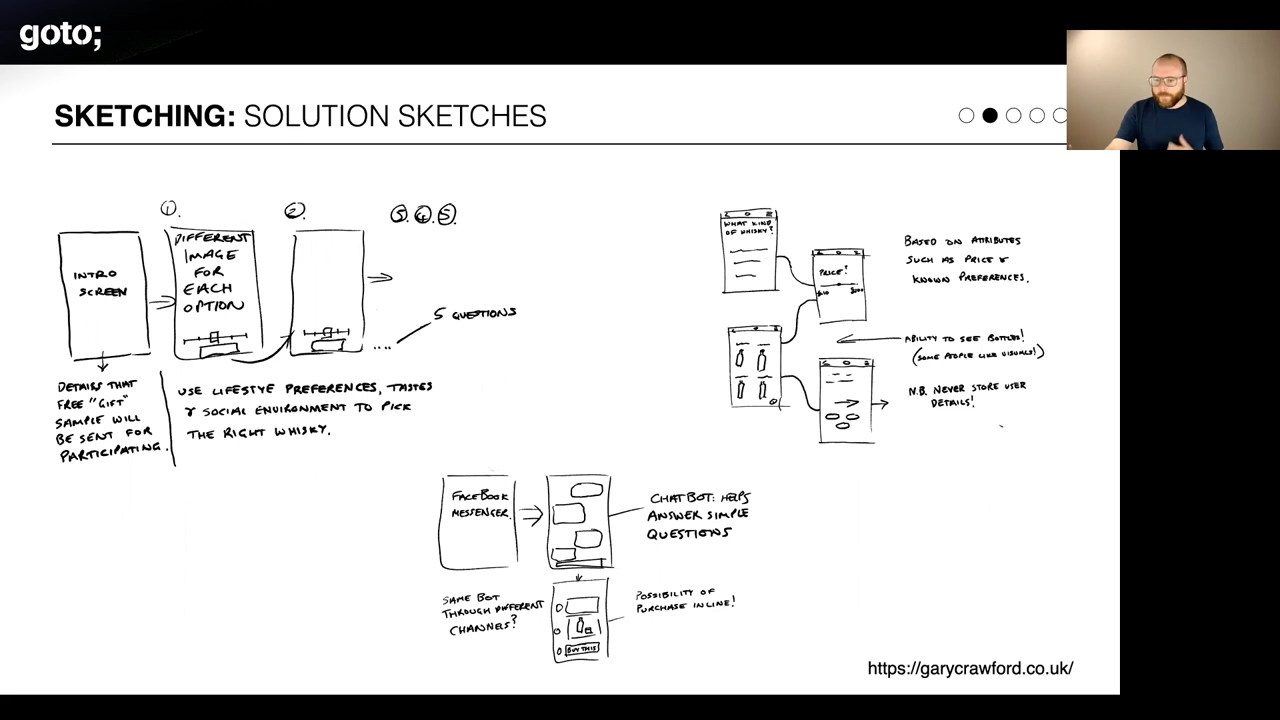 goto;
SKETCHING: SOLUTION SKETCHES
1.
2.
3. 4. 5.
INTRO
SCREEN
DIFFERENT
IMAGE
FOR
EACH
OPTION
5 QUESTIONS
DETAILS THAT
FREE "GIFT"
SAMPLE WILL
BE SENT FOR
PARTICIPATING.
USE LIFESTYE PREFERENCES, TASTES
& SOCIAL ENVIRONMENT TO PICK
THE RIGHT WHISKY.
WHAT KIND
OF WHISKY?
PRICE?
BASED ON ATRIBUTES
SUCH AS PRICE &
KNOWN PREFERENCES.
ABILITY TO SEE BOTTLES!
(SOME PEOPLE LIKE VISUALS!)
N.B. NEVER STORE USER
DETAILS!
FACEBOOK
MESSENGER.
CHATBOT: HELPS
ANSWER SIMPLE
QUESTIONS
SAME BOT
THROUGH DIFFERENT
CHANNELS?
POSSIBILITY OF
PURCHASE INLINE!
BUY THIS
https://garycrawford.co.uk/